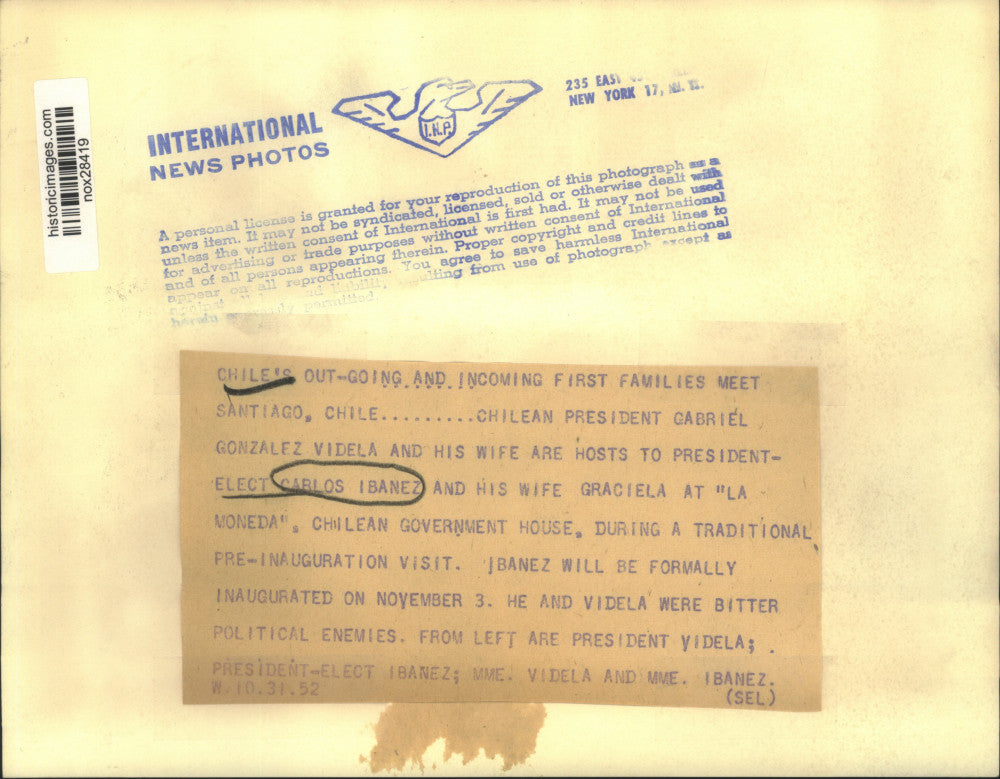 historicimages.com
nox28419
INTERNATIONAL
NEWS PHOTOS
I.N.P.
235 EAST
NEW YORK 17, N. Y.
A personal license is granted for your reproduction of this photograph as a
news item. It may not be syndicated, licensed, sold or otherwise dealt with
unless the written consent of International is first had. It may not be used
for advertising or trade purposes without written consent of International
and of all persons appearing therein. Proper copyright and credit lines to
appear on all reproductions. You agree to save harmless International
against liability from use of photograph except as
herein permitted.
CHILE'S OUT-GOING AND INCOMING FIRST FAMILIES MEET
SANTIAGO, CHILE.........CHILEAN PRESIDENT GABRIEL
GONZALEZ VIDELA AND HIS WIFE ARE HOSTS TO PRESIDENT-
ELECT CARLOS IBANEZ AND HIS WIFE GRACIELA AT "LA
MONEDA", CHILEAN GOVERNMENT HOUSE, DURING A TRADITIONAL
PRE-INAUGURATION VISIT. IBANEZ WILL BE FORMALLY
INAUGURATED ON NOVEMBER 3. HE AND VIDELA WERE BITTER
POLITICAL ENEMIES. FROM LEFT ARE PRESIDENT VIDELA;
PRESIDENT-ELECT IBANEZ; MME. VIDELA AND MME. IBANEZ.
W 10.31.52 (SEL)